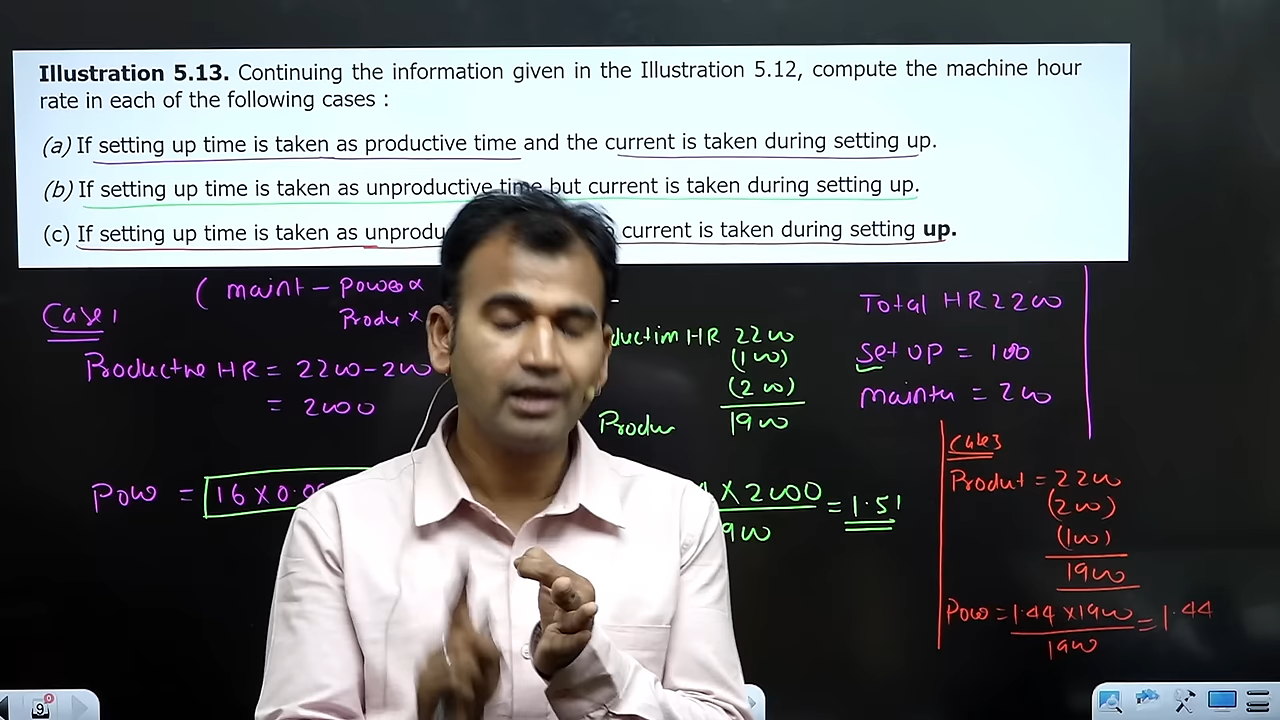 Illustration 5.13. Continuing the information given in the Illustration 5.12, compute the machine hour
rate in each of the following cases :
(a) If setting up time is taken as productive time and the current is taken during setting up.
(b) If setting up time is taken as unproductive time but current is taken during setting up.
(c) If setting up time is taken as unprodu current is taken during setting up.
Case 1
( maint - power x
Produ x
Productive HR = 2200 - 200
= 2000
Pow = 16 X 0.0
ductim HR 2200
(100)
(200)
Produ 1900
X 2000 = 1.51
900
Total HR 2200
Set UP = 100
mainten = 200
Case 3
Produt = 2200
(200)
(100)
1900
Pow = 1.44 x 1900 = 1.44
1900
9